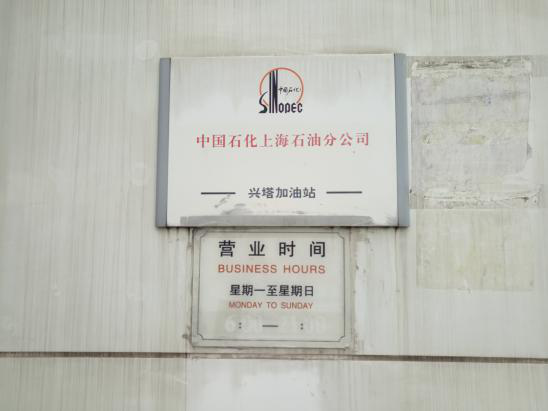 中国石化
SINOPEC
中国石化上海石油分公司
兴塔加油站
营业时间
BUSINESS HOURS
星期一至星期日
MONDAY TO SUNDAY